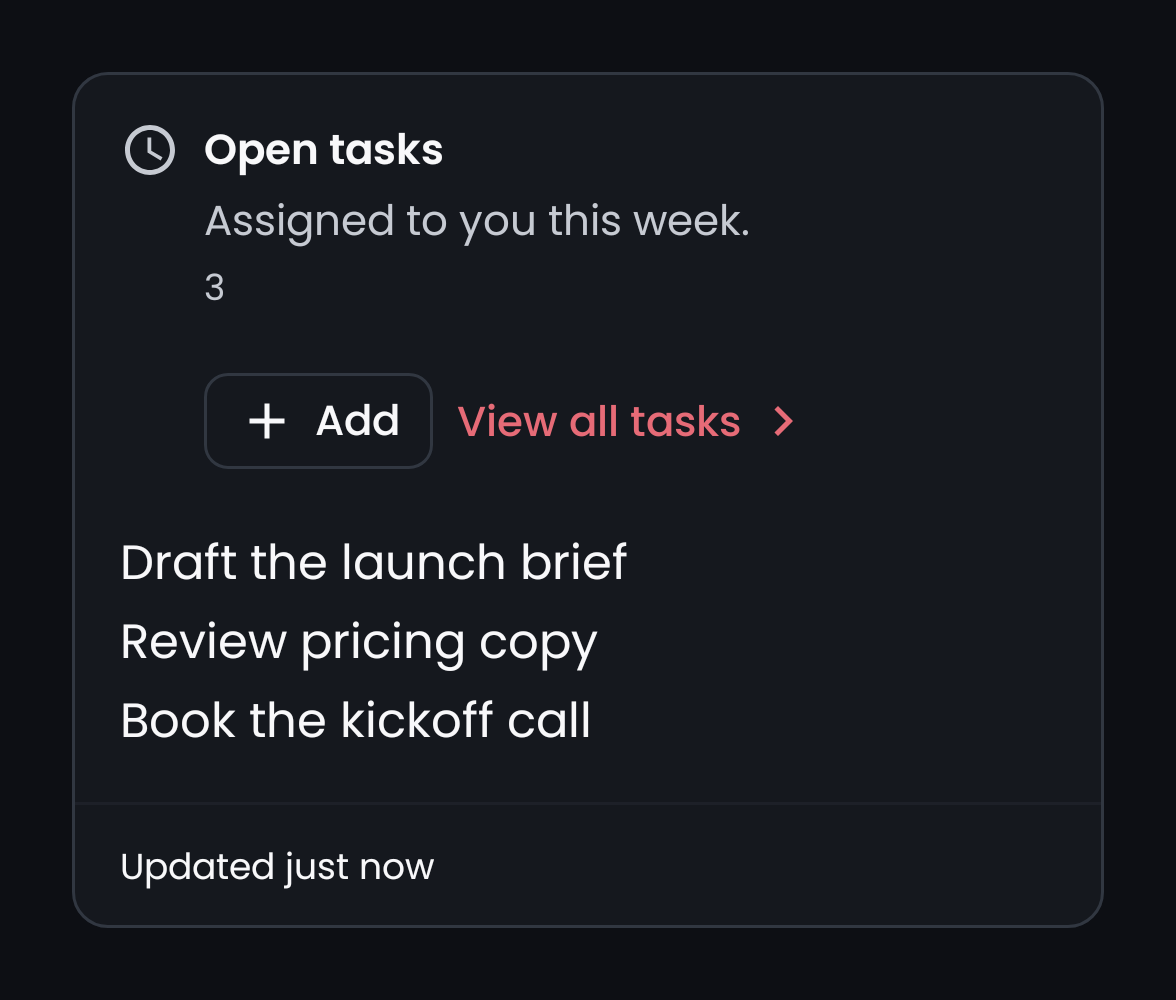 Open tasks
Assigned to you this week.
3
Add
View all tasks
Draft the launch brief
Review pricing copy
Book the kickoff call
Updated just now